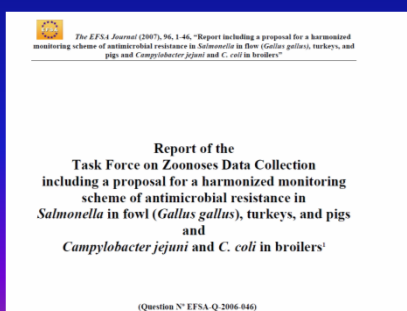 The EFSA Journal (2007), 96, 1-46, "Report including a proposal for a harmonized
monitoring scheme of antimicrobial resistance in Salmonella in flow (Gallus gallus), turkeys, and
pigs and Campylobacter jejuni and C. coli in broilers"
Report of the
Task Force on Zoonoses Data Collection
including a proposal for a harmonized monitoring
scheme of antimicrobial resistance in
Salmonella in fowl (Gallus gallus), turkeys, and pigs
and
Campylobacter jejuni and C. coli in broilers¹
(Question N° EFSA-Q-2006-046)